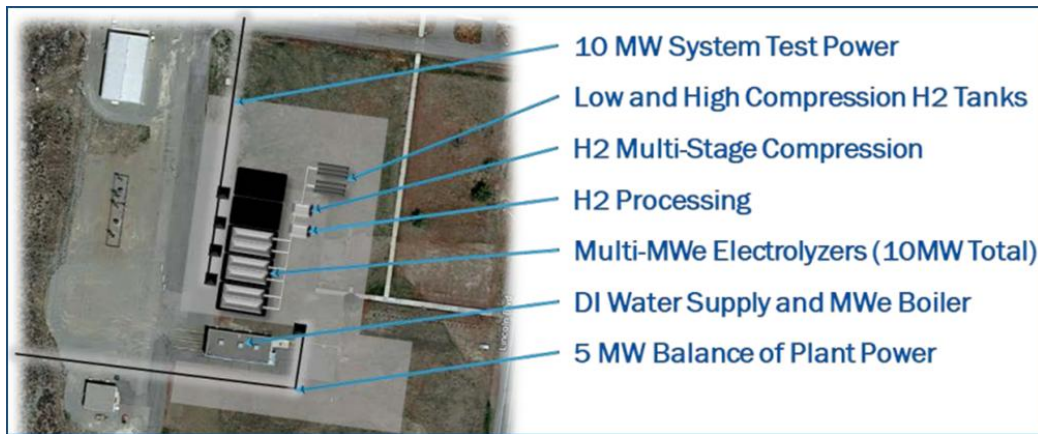 10 MW System Test Power
Low and High Compression H2 Tanks
H2 Multi-Stage Compression
H2 Processing
Multi-MWe Electrolyzers (10MW Total)
DI Water Supply and MWe Boiler
5 MW Balance of Plant Power